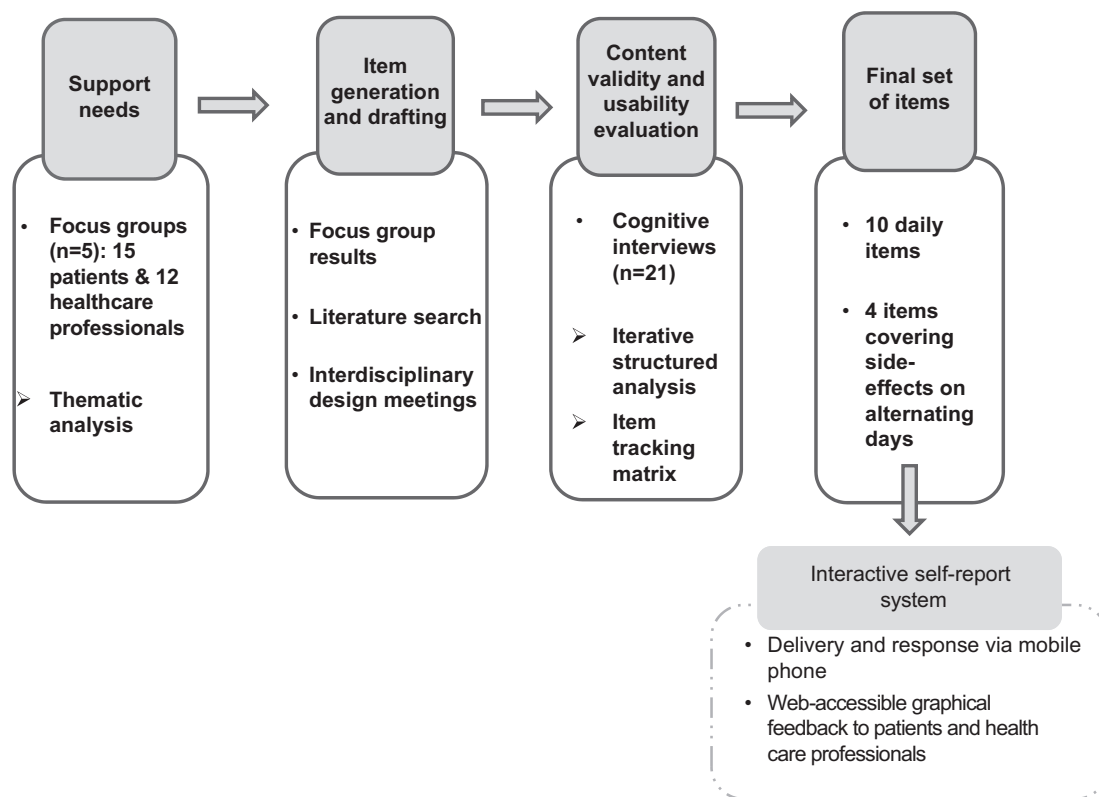 Support
needs
• Focus groups
(n=5): 15
patients & 12
healthcare
professionals
➢ Thematic
analysis
Item
generation
and drafting
• Focus group
results
• Literature search
• Interdisciplinary
design meetings
Content
validity and
usability
evaluation
• Cognitive
interviews
(n=21)
➢ Iterative
structured
analysis
➢ Item
tracking
matrix
Final set
of items
• 10 daily
items
• 4 items
covering
side-
effects on
alternating
days
Interactive self-report
system
• Delivery and response via mobile
phone
• Web-accessible graphical
feedback to patients and health
care professionals